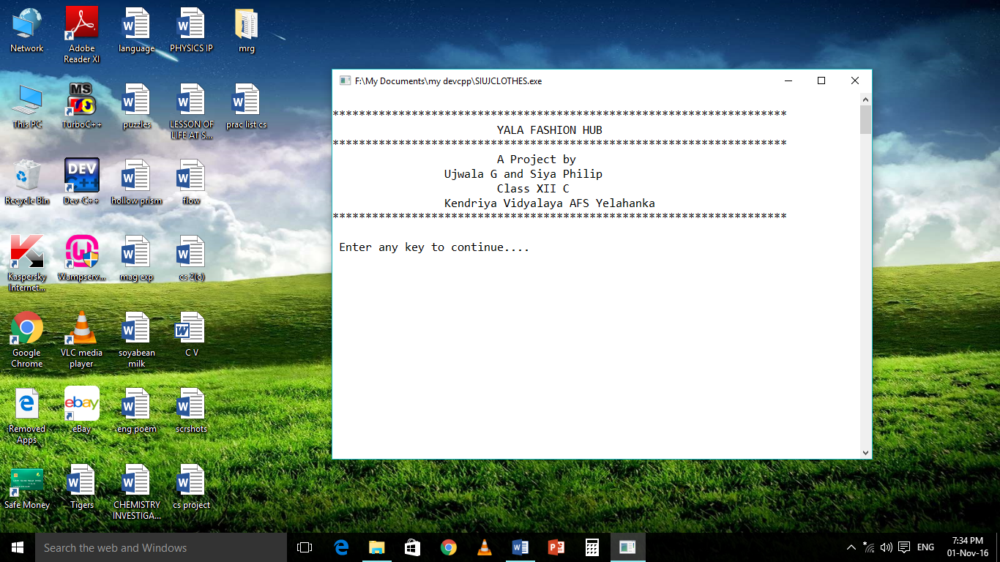 Network
Adobe
Reader XI
language
PHYSICS IP
mrg
This PC
MS
TurboC++
puzzles
LESSON OF
LIFE AT S...
prac list cs
Recycle Bin
DEV
C++
Dev-C++
hollow prism
flow
Kaspersky
Internet...
Wampserv...
mag exp
cs 2(c)
Google
Chrome
VLC media
player
soyabean
milk
C V
Removed
Apps
ebay
eBay
eng poem
scrshots
Safe Money
Tigers
CHEMISTRY
INVESTIGA...
cs project
F:\My Documents\my devcpp\SIUJCLOTHES.exe
*********************************************************************
YALA FASHION HUB
*********************************************************************
A Project by
Ujwala G and Siya Philip
Class XII C
Kendriya Vidyalaya AFS Yelahanka
*********************************************************************
Enter any key to continue....
Search the web and Windows
ENG
7:34 PM
01-Nov-16